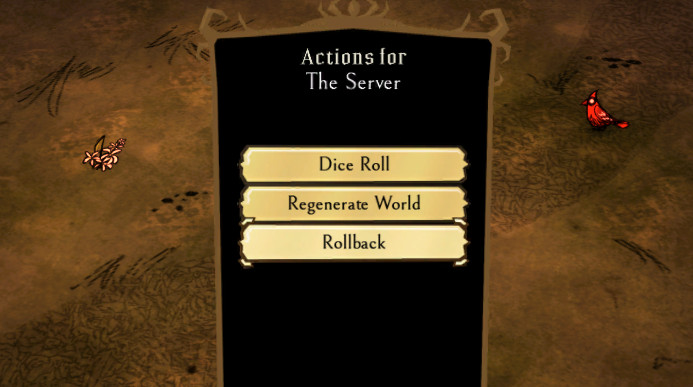 Actions for
The Server
Dice Roll
Regenerate World
Rollback